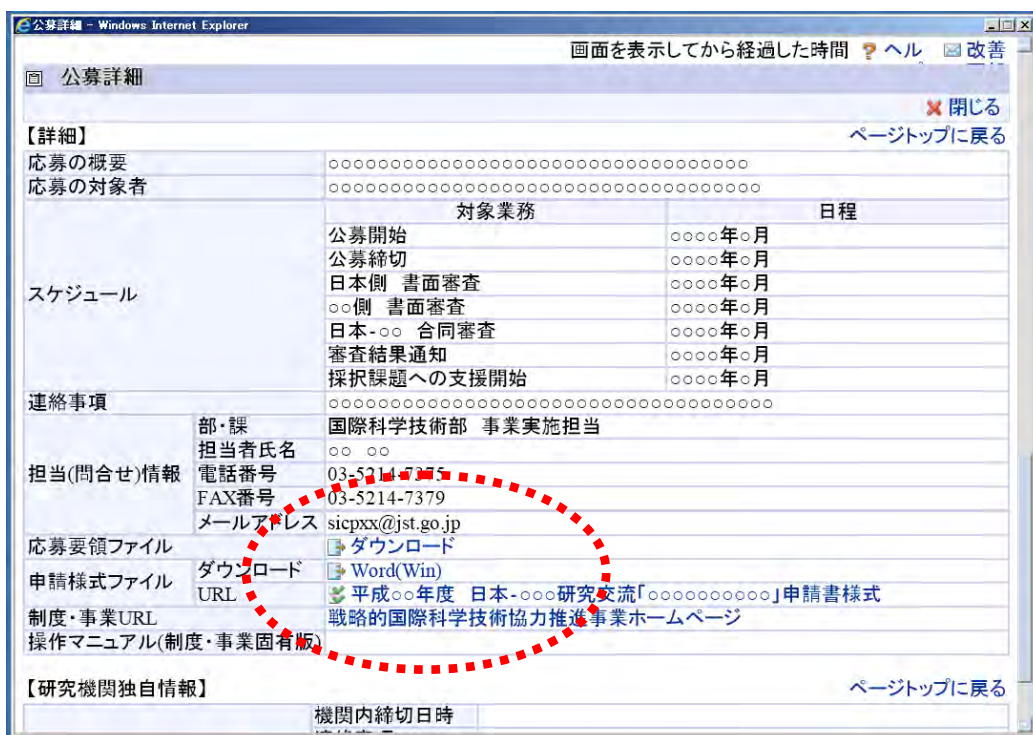 公募詳細 - Windows Internet Explorer
画面を表示してから経過した時間 ? ヘル 改善
公募詳細
閉じる
【詳細】 ページトップに戻る
応募の概要 ○○○○○○○○○○○○○○○○○○○○○○○○○○○○○○○○○○
応募の対象者 ○○○○○○○○○○○○○○○○○○○○○○○○○○○○○○○○○○○
対象業務 日程
スケジュール
公募開始 ○○○○年○月
公募締切 ○○○○年○月
日本側 書面審査 ○○○○年○月
○○側 書面審査 ○○○○年○月
日本-○○ 合同審査 ○○○○年○月
審査結果通知 ○○○○年○月
採択課題への支援開始 ○○○○年○月
連絡事項 ○○○○○○○○○○○○○○○○○○○○○○○○○○○○○○○○○○○○
担当(問合せ)情報
部・課 国際科学技術部 事業実施担当
担当者氏名 ○○ ○○
電話番号 03-5214-7375
FAX番号 03-5214-7379
メールアドレス sicpxx@jst.go.jp
応募要領ファイル ダウンロード
申請様式ファイル
ダウンロード Word(Win)
URL 平成○○年度 日本-○○○研究交流「○○○○○○○○○○」申請書様式
制度・事業URL 戦略的国際科学技術協力推進事業ホームページ
操作マニュアル(制度・事業固有版)
【研究機関独自情報】 ページトップに戻る
機関内締切日時